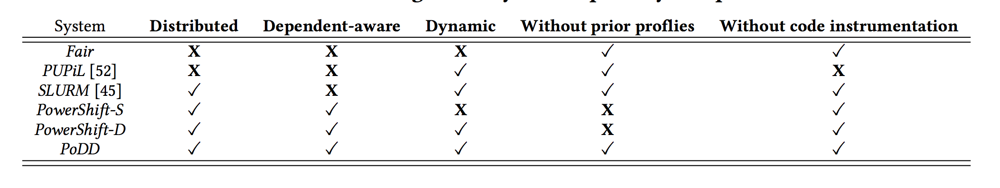 System Distributed Dependent-aware Dynamic Without prior proflies Without code instrumentation
Fair X X X ✓ ✓
PUPiL [52] X X ✓ ✓ X
SLURM [45] ✓ X ✓ ✓ ✓
PowerShift-S ✓ ✓ X X ✓
PowerShift-D ✓ ✓ ✓ X ✓
PoDD ✓ ✓ ✓ ✓ ✓